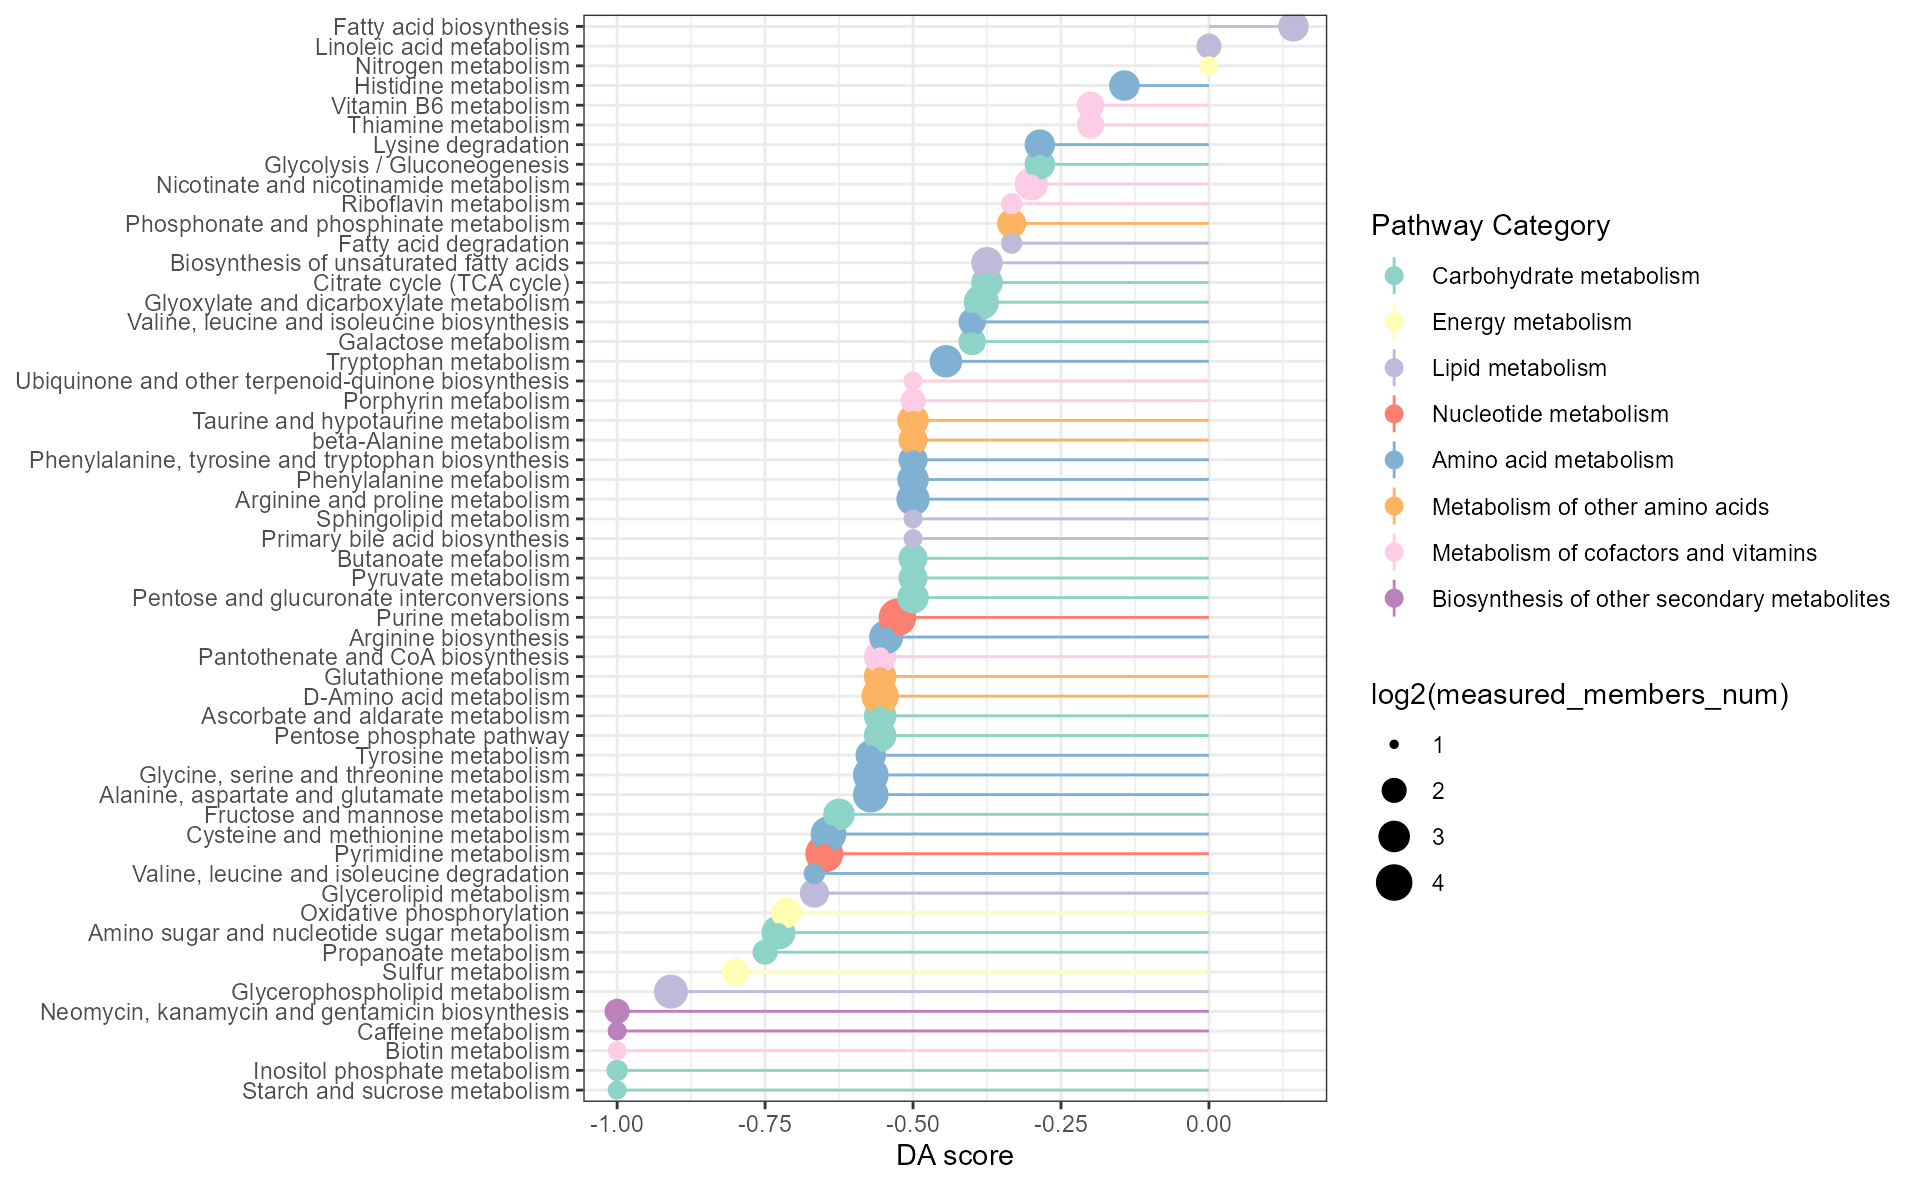 Fatty acid biosynthesis
Linoleic acid metabolism
Nitrogen metabolism
Histidine metabolism
Vitamin B6 metabolism
Thiamine metabolism
Lysine degradation
Glycolysis / Gluconeogenesis
Nicotinate and nicotinamide metabolism
Riboflavin metabolism
Phosphonate and phosphinate metabolism
Fatty acid degradation
Biosynthesis of unsaturated fatty acids
Citrate cycle (TCA cycle)
Glyoxylate and dicarboxylate metabolism
Valine, leucine and isoleucine biosynthesis
Galactose metabolism
Tryptophan metabolism
Ubiquinone and other terpenoid-quinone biosynthesis
Porphyrin metabolism
Taurine and hypotaurine metabolism
beta-Alanine metabolism
Phenylalanine, tyrosine and tryptophan biosynthesis
Phenylalanine metabolism
Arginine and proline metabolism
Sphingolipid metabolism
Primary bile acid biosynthesis
Butanoate metabolism
Pyruvate metabolism
Pentose and glucuronate interconversions
Purine metabolism
Arginine biosynthesis
Pantothenate and CoA biosynthesis
Glutathione metabolism
D-Amino acid metabolism
Ascorbate and aldarate metabolism
Pentose phosphate pathway
Tyrosine metabolism
Glycine, serine and threonine metabolism
Alanine, aspartate and glutamate metabolism
Fructose and mannose metabolism
Cysteine and methionine metabolism
Pyrimidine metabolism
Valine, leucine and isoleucine degradation
Glycerolipid metabolism
Oxidative phosphorylation
Amino sugar and nucleotide sugar metabolism
Propanoate metabolism
Sulfur metabolism
Glycerophospholipid metabolism
Neomycin, kanamycin and gentamicin biosynthesis
Caffeine metabolism
Biotin metabolism
Inositol phosphate metabolism
Starch and sucrose metabolism
-1.00 -0.75 -0.50 -0.25 0.00
DA score
Pathway Category
Carbohydrate metabolism
Energy metabolism
Lipid metabolism
Nucleotide metabolism
Amino acid metabolism
Metabolism of other amino acids
Metabolism of cofactors and vitamins
Biosynthesis of other secondary metabolites
log2(measured_members_num)
1
2
3
4